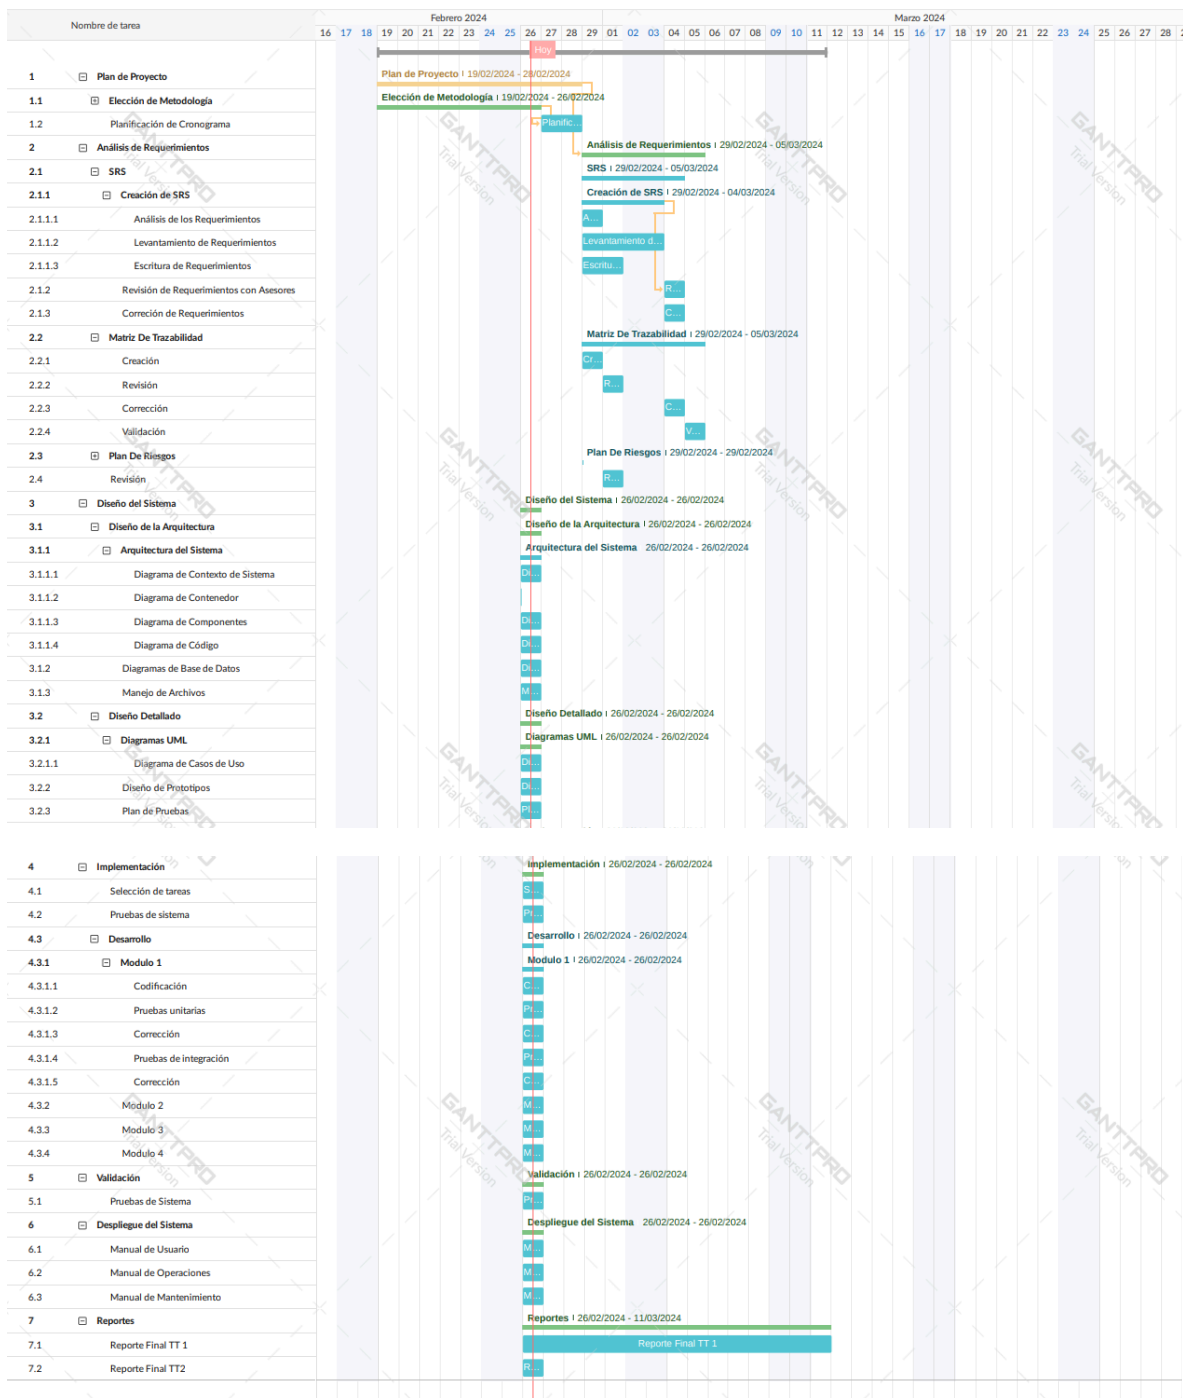 Nombre de tarea
Febrero 2024
Marzo 2024
16 17 18 19 20 21 22 23 24 25 26 27 28 29 01 02 03 04 05 06 07 08 09 10 11 12 13 14 15 16 17 18 19 20 21 22 23 24 25 26 27 28
Hoy
1 Plan de Proyecto Plan de Proyecto 19/02/2024 - 28/02/2024
1.1 Elección de Metodología Elección de Metodología 19/02/2024 - 26/02/2024
1.2 Planificación de Cronograma Planific...
2 Análisis de Requerimientos Análisis de Requerimientos 29/02/2024 - 05/03/2024
2.1 SRS SRS 29/02/2024 - 05/03/2024
2.1.1 Creación de SRS Creación de SRS 29/02/2024 - 04/03/2024
2.1.1.1 Análisis de los Requerimientos A...
2.1.1.2 Levantamiento de Requerimientos Levantamiento d...
2.1.1.3 Escritura de Requerimientos Escritu...
2.1.2 Revisión de Requerimientos con Asesores R...
2.1.3 Correción de Requerimientos C...
2.2 Matriz De Trazabilidad Matriz De Trazabilidad 29/02/2024 - 05/03/2024
2.2.1 Creación Cr...
2.2.2 Revisión R...
2.2.3 Corrección C...
2.2.4 Validación V...
2.3 Plan De Riesgos Plan De Riesgos 29/02/2024 - 29/02/2024
2.4 Revisión R...
3 Diseño del Sistema Diseño del Sistema 26/02/2024 - 26/02/2024
3.1 Diseño de la Arquitectura Diseño de la Arquitectura 26/02/2024 - 26/02/2024
3.1.1 Arquitectura del Sistema Arquitectura del Sistema 26/02/2024 - 26/02/2024
3.1.1.1 Diagrama de Contexto de Sistema Di...
3.1.1.2 Diagrama de Contenedor
3.1.1.3 Diagrama de Componentes Di...
3.1.1.4 Diagrama de Código Di...
3.1.2 Diagramas de Base de Datos Di...
3.1.3 Manejo de Archivos M...
3.2 Diseño Detallado Diseño Detallado 26/02/2024 - 26/02/2024
3.2.1 Diagramas UML Diagramas UML 26/02/2024 - 26/02/2024
3.2.1.1 Diagrama de Casos de Uso Di...
3.2.2 Diseño de Prototipos Di...
3.2.3 Plan de Pruebas Pl...
4 Implementación Implementación 26/02/2024 - 26/02/2024
4.1 Selección de tareas S...
4.2 Pruebas de sistema Pr...
4.3 Desarrollo Desarrollo 26/02/2024 - 26/02/2024
4.3.1 Modulo 1 Modulo 1 26/02/2024 - 26/02/2024
4.3.1.1 Codificación C...
4.3.1.2 Pruebas unitarias Pr...
4.3.1.3 Corrección C...
4.3.1.4 Pruebas de integración Pr...
4.3.1.5 Corrección C...
4.3.2 Modulo 2 M...
4.3.3 Modulo 3 M...
4.3.4 Modulo 4 M...
5 Validación Validación 26/02/2024 - 26/02/2024
5.1 Pruebas de Sistema Pr...
6 Despliegue del Sistema Despliegue del Sistema 26/02/2024 - 26/02/2024
6.1 Manual de Usuario M...
6.2 Manual de Operaciones M...
6.3 Manual de Mantenimiento M...
7 Reportes Reportes 26/02/2024 - 11/03/2024
7.1 Reporte Final TT 1 Reporte Final TT 1
7.2 Reporte Final TT2 R...
GANTTPRO
Trial Version